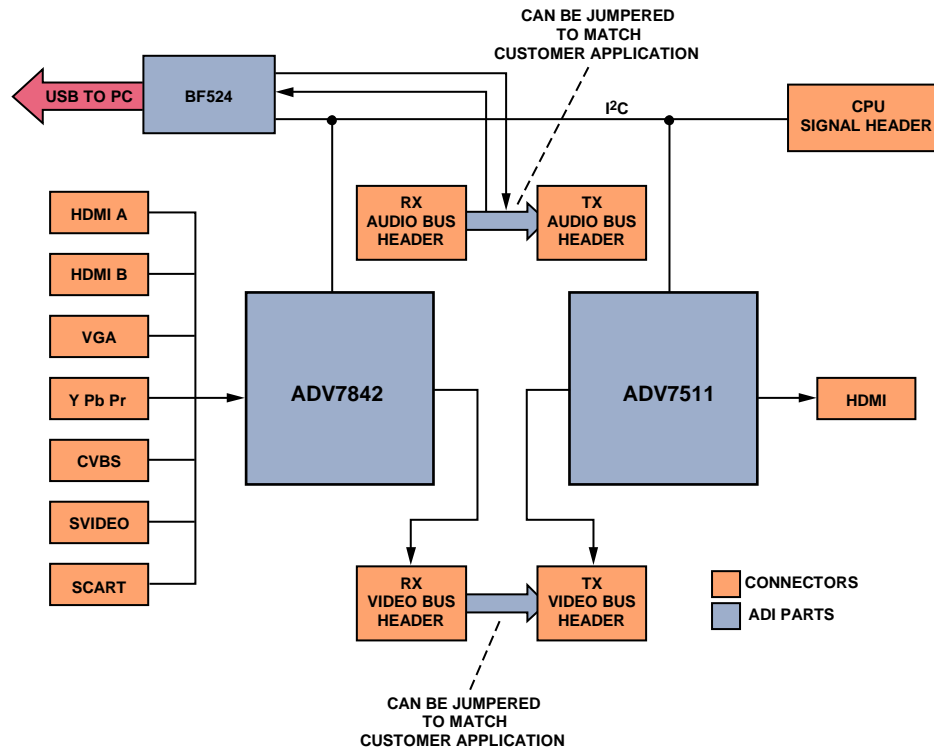 CAN BE JUMPERED
TO MATCH
CUSTOMER APPLICATION
USB TO PC
BF524
I²C
CPU
SIGNAL HEADER
HDMI A
HDMI B
VGA
Y Pb Pr
CVBS
SVIDEO
SCART
RX
AUDIO BUS
HEADER
TX
AUDIO BUS
HEADER
ADV7842
ADV7511
HDMI
RX
VIDEO BUS
HEADER
TX
VIDEO BUS
HEADER
CONNECTORS
ADI PARTS
CAN BE JUMPERED
TO MATCH
CUSTOMER APPLICATION